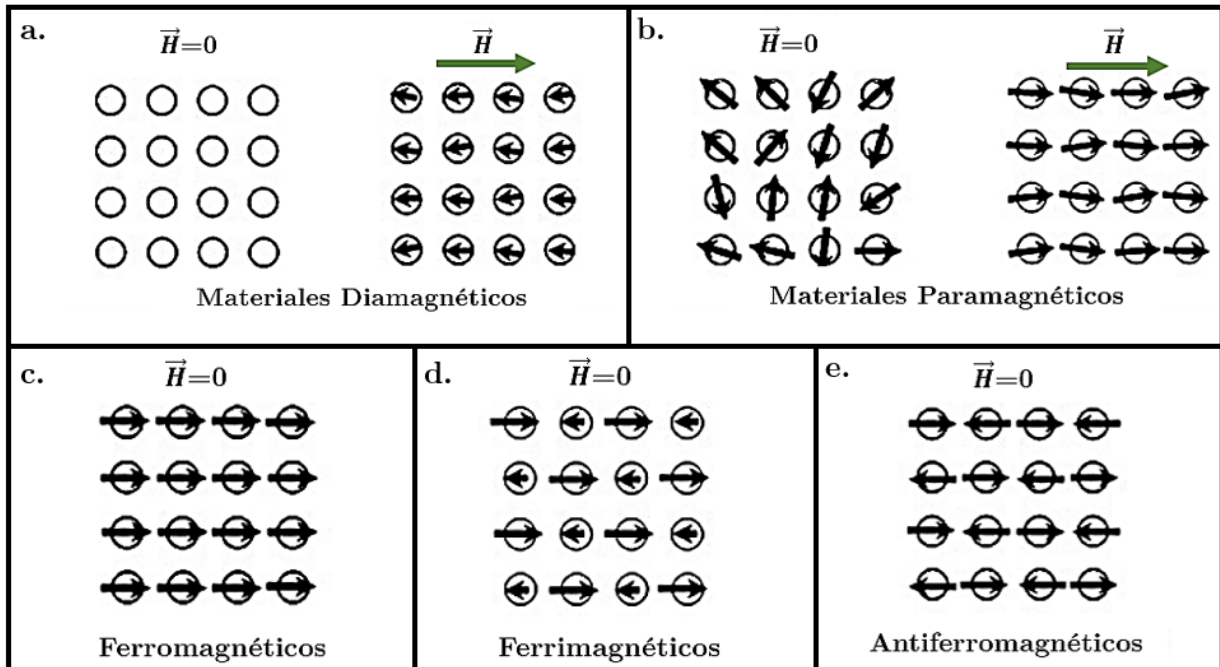 a.
H⃗=0
H⃗
Materiales Diamagnéticos
b.
H⃗=0
H⃗
Materiales Paramagnéticos
c.
H⃗=0
Ferromagnéticos
d.
H⃗=0
Ferrimagnéticos
e.
H⃗=0
Antiferromagnéticos